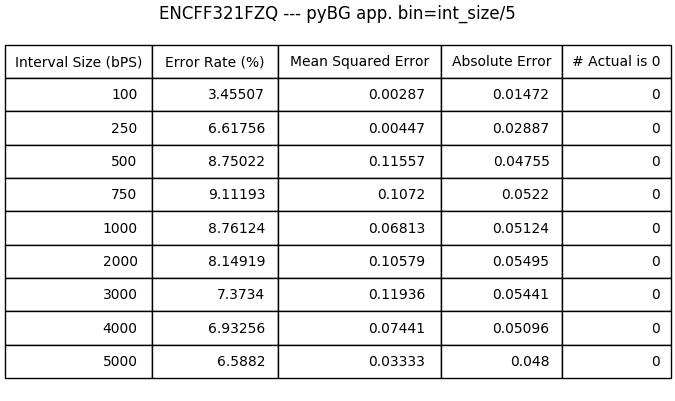 ENCFF321FZQ --- pyBG app. bin=int_size/5
Interval Size (bPS) Error Rate (%) Mean Squared Error Absolute Error # Actual is 0
100 3.45507 0.00287 0.01472 0
250 6.61756 0.00447 0.02887 0
500 8.75022 0.11557 0.04755 0
750 9.11193 0.1072 0.0522 0
1000 8.76124 0.06813 0.05124 0
2000 8.14919 0.10579 0.05495 0
3000 7.3734 0.11936 0.05441 0
4000 6.93256 0.07441 0.05096 0
5000 6.5882 0.03333 0.048 0